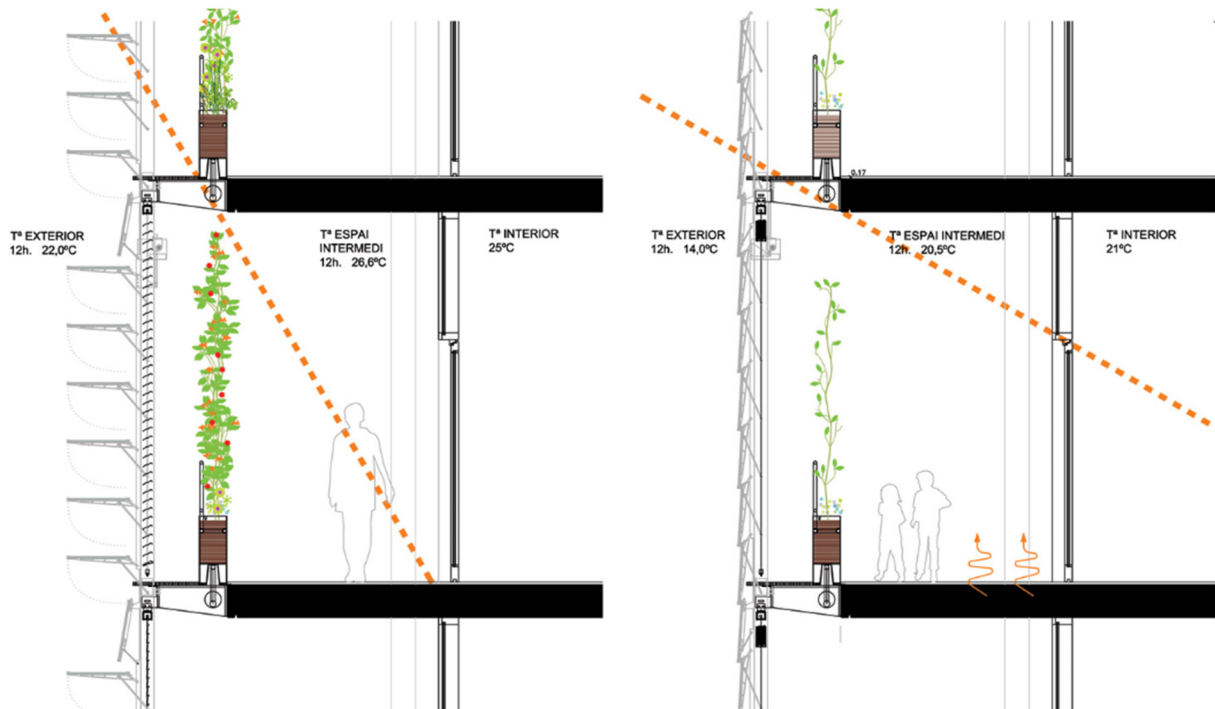 0.17
Tª EXTERIOR
12h. 22,0ºC
Tª ESPAI
INTERMEDI
12h. 26,6ºC
Tª INTERIOR
25ºC
Tª EXTERIOR
12h. 14,0ºC
Tª ESPAI INTERMEDI
12h. 20,5ºC
Tª INTERIOR
21ºC